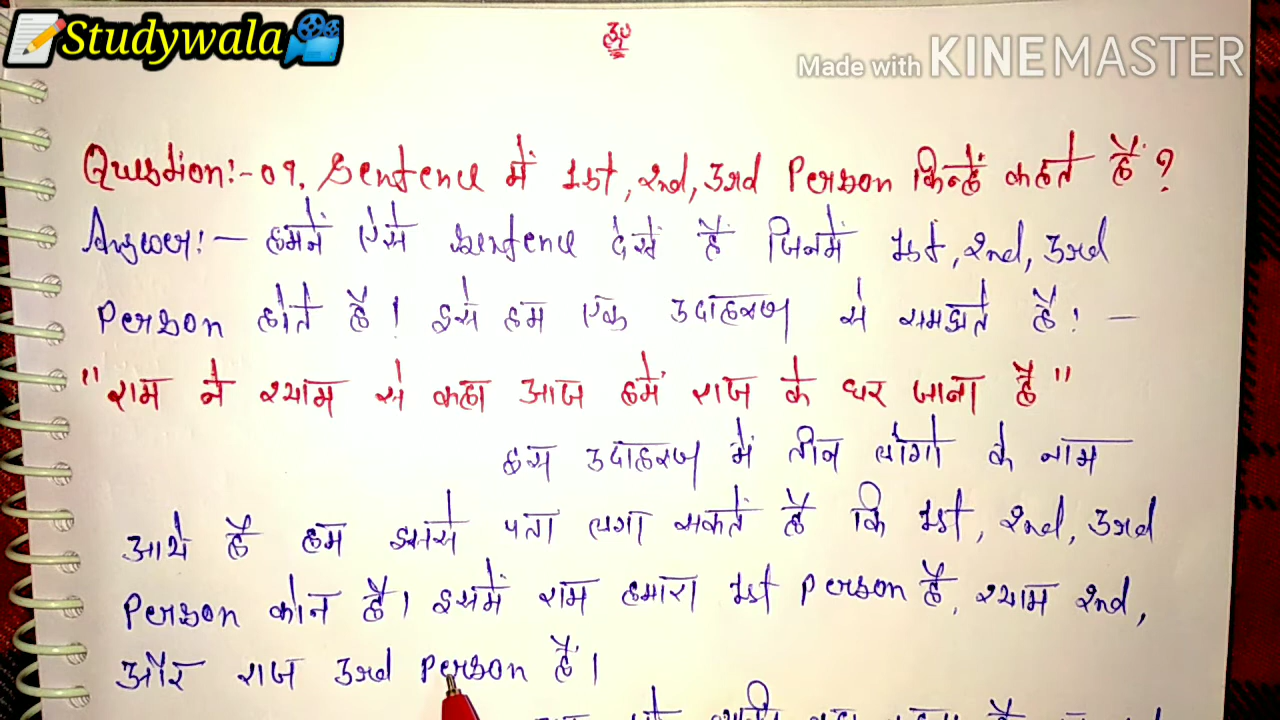 Studywala
Made with KINEMASTER
ॐ
Question:-09. Sentence में 1st, 2nd, 3rd Person किन्हें कहते हैं?
Answer:- हमने ऐसे sentence देखें हैं जिनमें 1st, 2nd, 3rd
Person होते हैं। इसे हम एक उदाहरण से समझते हैं: -
"राम ने श्याम से कहा आज हमें राज के घर जाना है"
इस उदाहरण में तीन लोगो के नाम
आये हैं हम इससे पता लगा सकतें हैं कि 1st, 2nd, 3rd
Person कोन हैं। इसमें राम हमारा 1st person है, श्याम 2nd,
और राज 3rd person हैं।